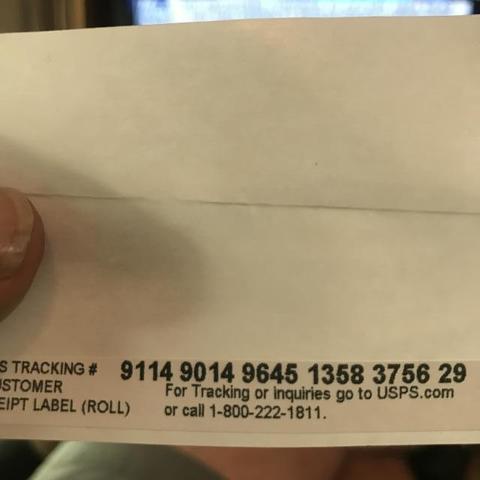 S TRACKING # 9114 9014 9645 1358 3756 29
USTOMER For Tracking or inquiries go to USPS.com
EIPT LABEL (ROLL) or call 1-800-222-1811.